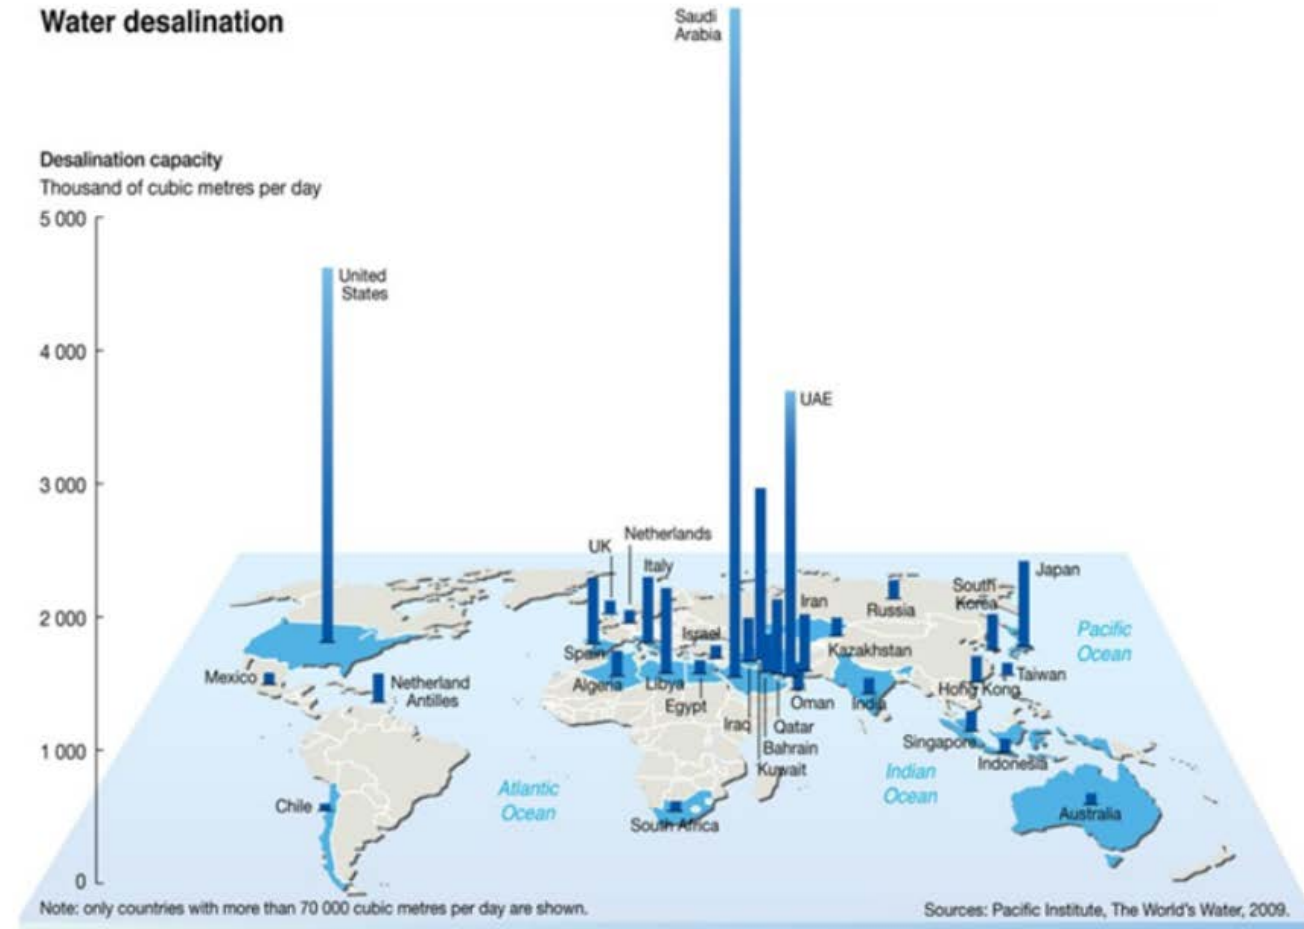 Water desalination
Saudi
Arabia
Desalination capacity
Thousand of cubic metres per day
5 000
4 000
3 000
2 000
1 000
0
United
States
UAE
Netherlands
UK
Italy
Japan
South
Korea
Iran
Russia
Israel
Spain
Kazakhstan
Pacific
Ocean
Mexico
Netherland
Antilles
Algeria
Libya
Egypt
Oman
India
Hong Kong
Taiwan
Iraq
Qatar
Bahrain
Kuwait
Singapore
Indonesia
Indian
Ocean
Atlantic
Ocean
Chile
South Africa
Australia
Note: only countries with more than 70 000 cubic metres per day are shown.
Sources: Pacific Institute, The World's Water, 2009.